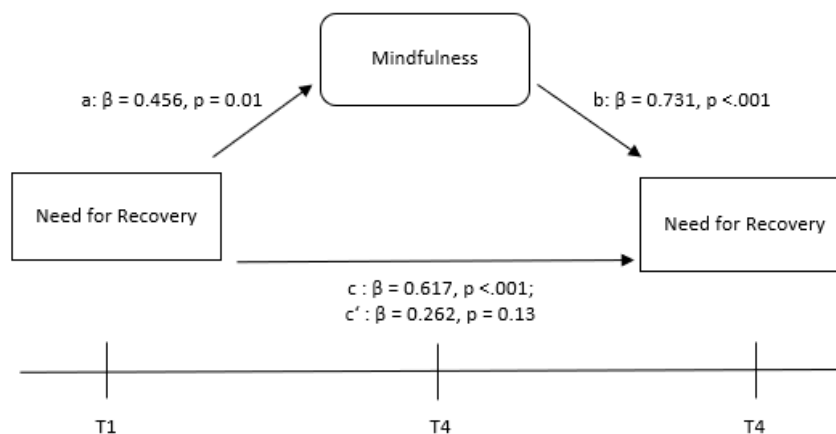 Mindfulness
a: β = 0.456, p = 0.01
b: β = 0.731, p <.001
Need for Recovery
Need for Recovery
c : β = 0.617, p <.001;
c‘ : β = 0.262, p = 0.13
T1
T4
T4